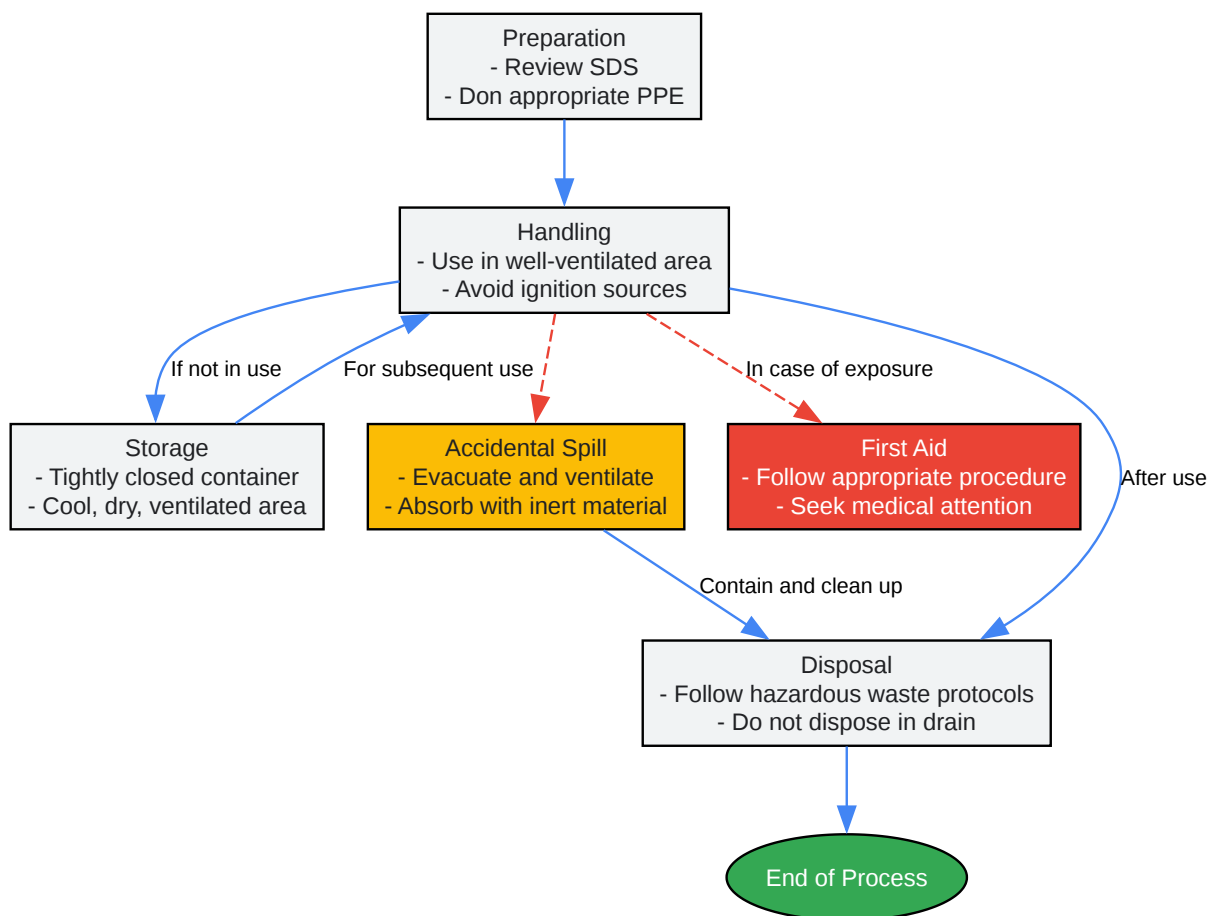 Preparation
- Review SDS
- Don appropriate PPE
Handling
- Use in well-ventilated area
- Avoid ignition sources
If not in use
For subsequent use
In case of exposure
Storage
- Tightly closed container
- Cool, dry, ventilated area
Accidental Spill
- Evacuate and ventilate
- Absorb with inert material
First Aid
- Follow appropriate procedure
- Seek medical attention
After use
Contain and clean up
Disposal
- Follow hazardous waste protocols
- Do not dispose in drain
End of Process